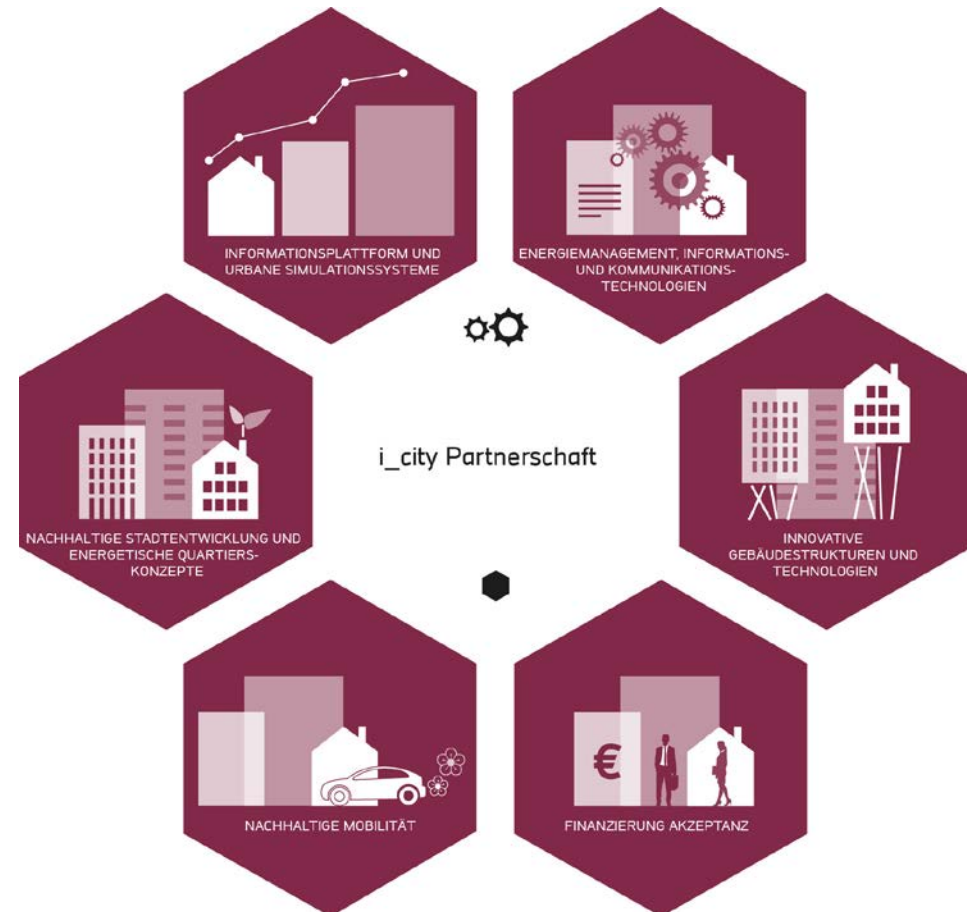 INFORMATIONSPLATTFORM UND
URBANE SIMULATIONSSYSTEME
ENERGIEMANAGEMENT, INFORMATIONS-
UND KOMMUNIKATIONS-
TECHNOLOGIEN
i_city Partnerschaft
NACHHALTIGE STADTENTWICKLUNG UND
ENERGETISCHE QUARTIERS-
KONZEPTE
INNOVATIVE
GEBÄUDESTRUKTUREN UND
TECHNOLOGIEN
€
NACHHALTIGE MOBILITÄT
FINANZIERUNG AKZEPTANZ